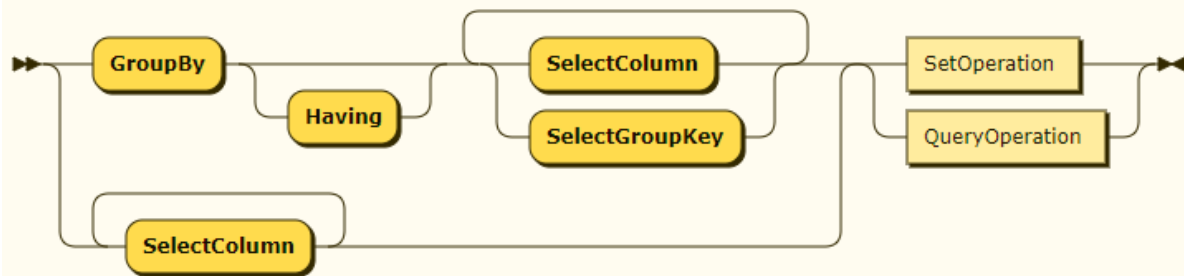 GroupBy
SelectColumn
SetOperation
Having
SelectGroupKey
QueryOperation
SelectColumn